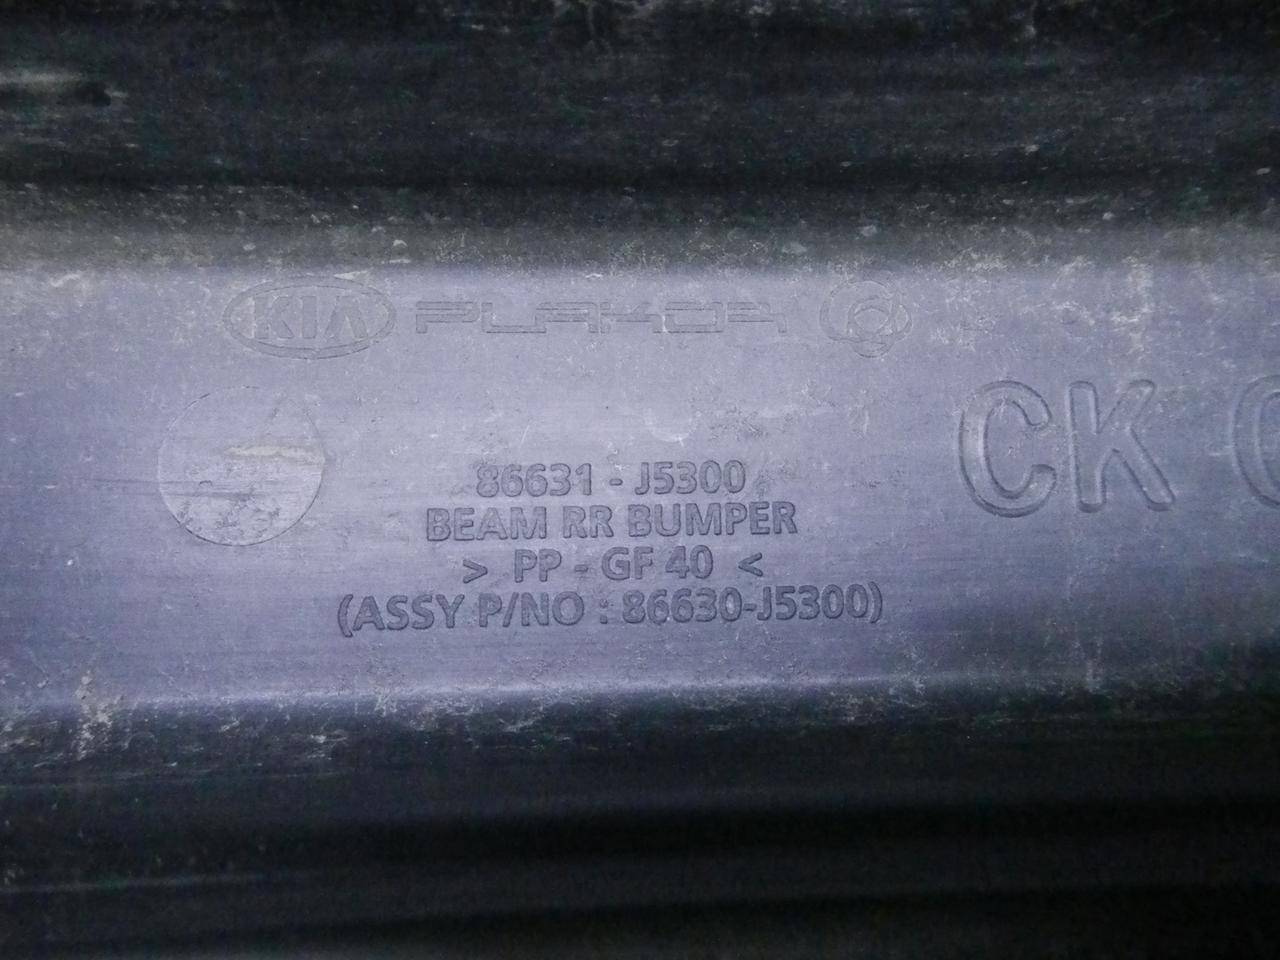 KIA PLAKOR
86631 - J5300
BEAM RR BUMPER
> PP - GF 40 <
(ASSY P/NO : 86630-J5300)
CK